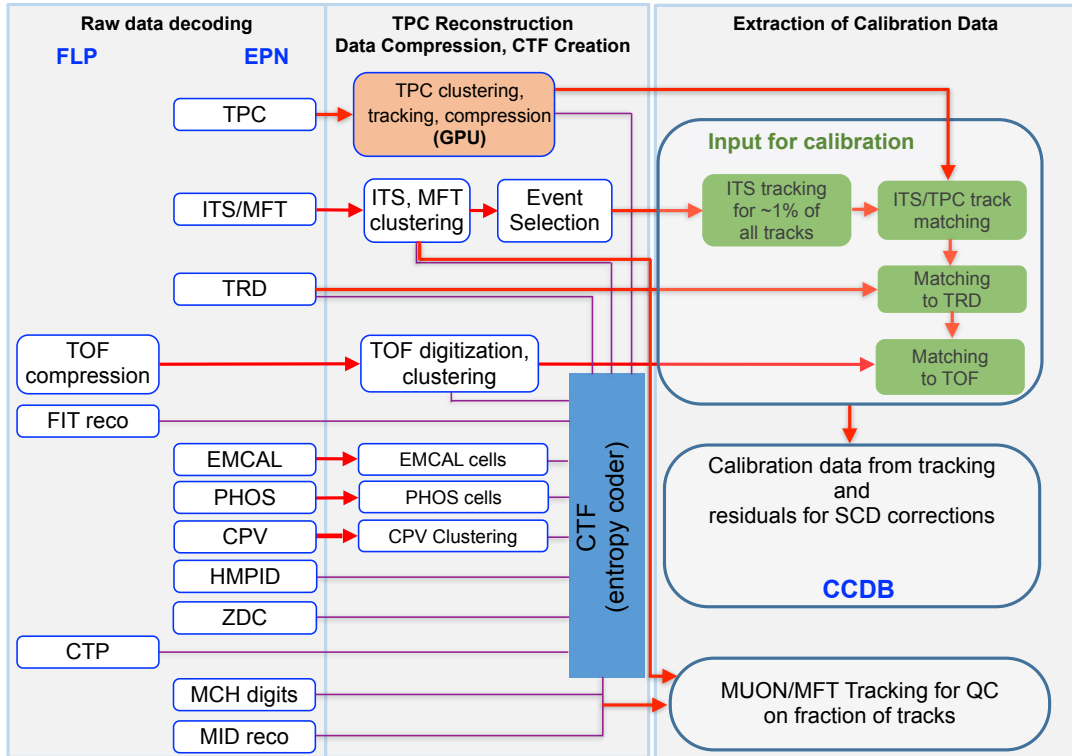 Raw data decoding
FLP
EPN
TPC Reconstruction
Data Compression, CTF Creation
Extraction of Calibration Data
TPC
TPC clustering,
tracking, compression
(GPU)
Input for calibration
ITS/MFT
ITS, MFT
clustering
Event
Selection
ITS tracking
for ~1% of
all tracks
ITS/TPC track
matching
TRD
Matching
to TRD
TOF
compression
TOF digitization,
clustering
Matching
to TOF
FIT reco
EMCAL
EMCAL cells
PHOS
PHOS cells
CPV
CPV Clustering
HMPID
ZDC
CTP
MCH digits
MID reco
CTF
(entropy coder)
Calibration data from tracking
and
residuals for SCD corrections
CCDB
MUON/MFT Tracking for QC
on fraction of tracks